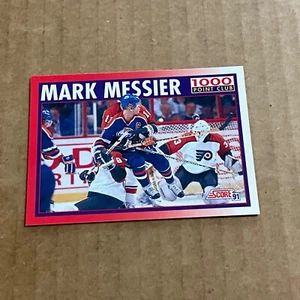 MARK MESSIER
1000
POINT CLUB
SCORE
91